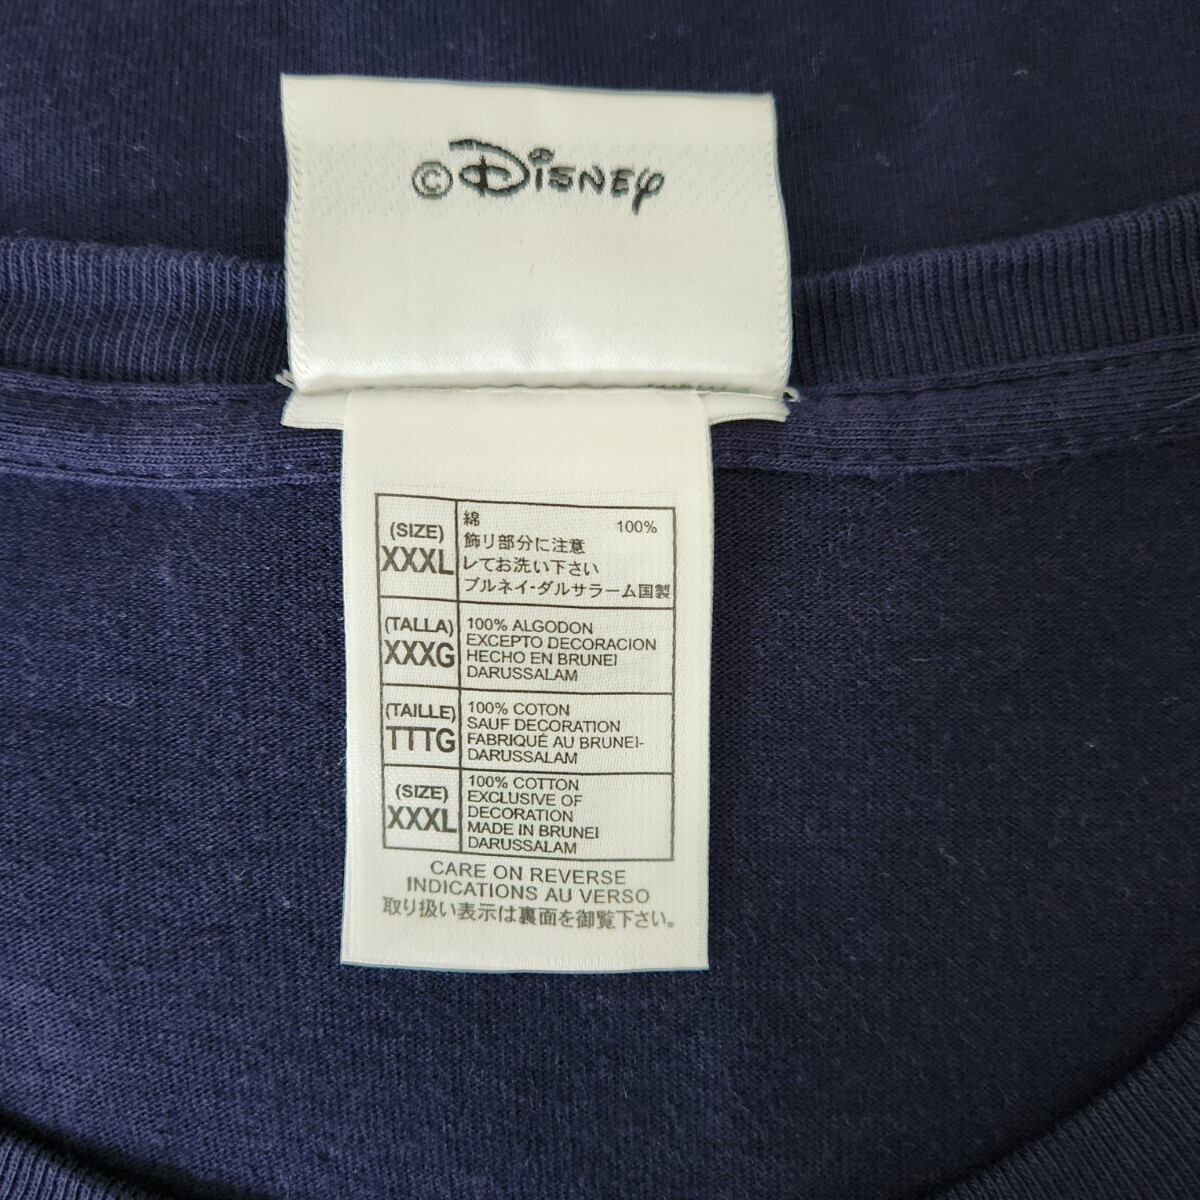 ©Disney
(SIZE)
XXXL
綿 100%
飾リ部分に注意
レてお洗い下さい
ブルネイ・ダルサラーム国製
(TALLA)
XXXG
100% ALGODON
EXCEPTO DECORACION
HECHO EN BRUNEI
DARUSSALAM
(TAILLE)
TTTG
100% COTON
SAUF DECORATION
FABRIQUÉ AU BRUNEI-
DARUSSALAM
(SIZE)
XXXL
100% COTTON
EXCLUSIVE OF
DECORATION
MADE IN BRUNEI
DARUSSALAM
CARE ON REVERSE
INDICATIONS AU VERSO
取り扱い表示は裏面を御覧下さい。